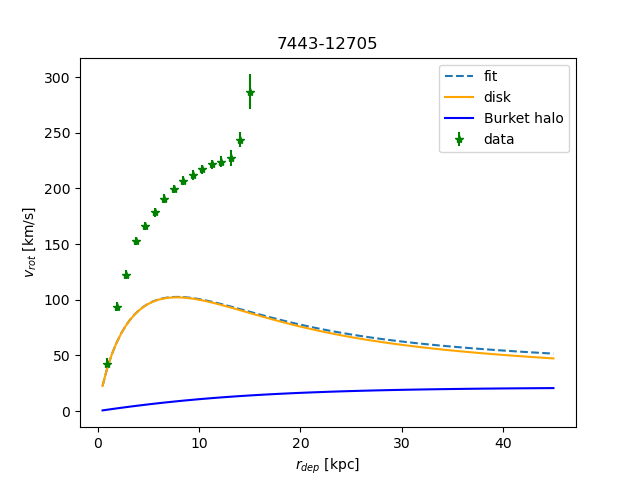 7443-12705
300
250
200
150
100
50
0
v_rot [km/s]
fit
disk
Burket halo
data
0 10 20 30 40
r_dep [kpc]